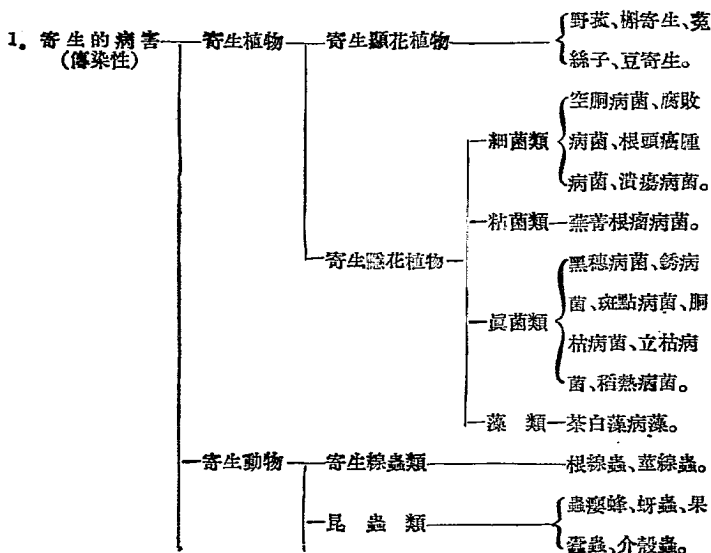 1。寄生的病害 寄生植物 寄生顯花植物 野菰、槲寄生、菟
(傳染性) 絲子、豆寄生。
空胴病菌、腐敗
細菌類 病菌、根頭癌腫
病菌、潰瘍病菌。
粘菌類 蕪菁根瘤病菌。
寄生隱花植物
黑穗病菌、銹病
菌、斑點病菌、胴
眞菌類
枯病菌、立枯病
菌、稻熱病菌。
藻類 茶白藻病藻。
寄生動物 寄生線蟲類 根線蟲、莖線蟲。
蟲癭蜂、蚜蟲、果
昆蟲類
蠹蟲、介殼蟲。